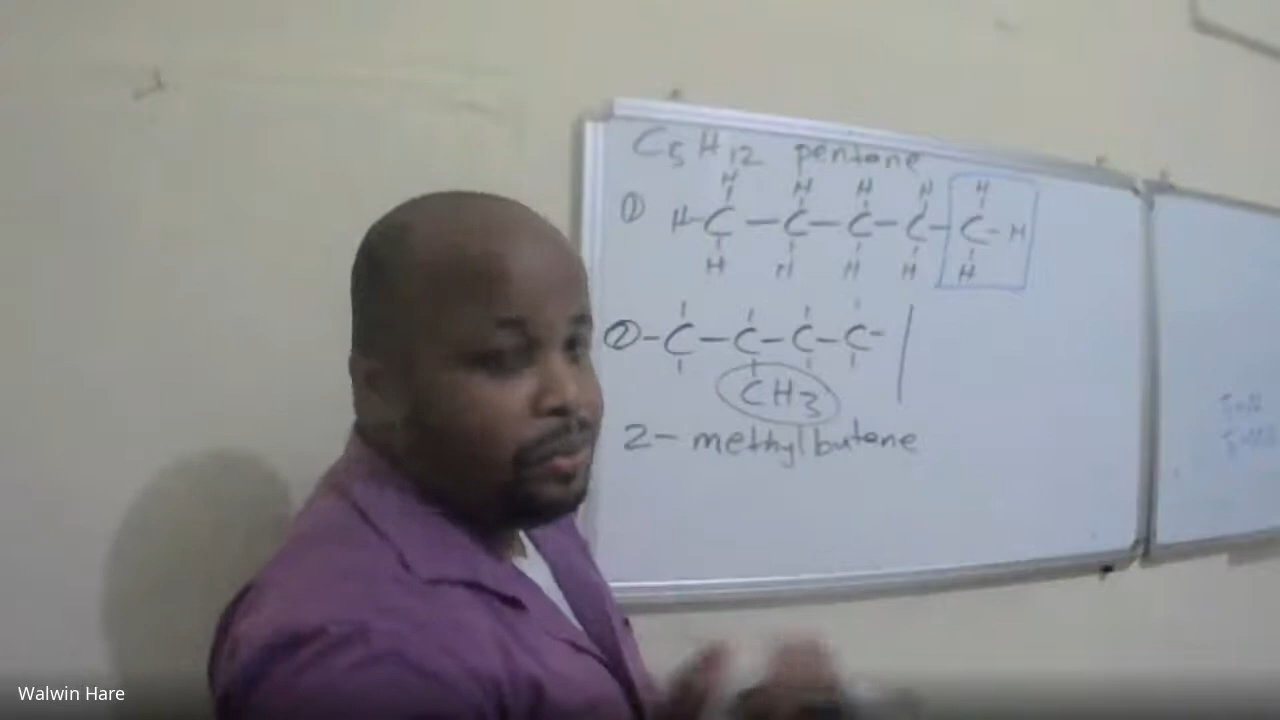 C5H12 pentane
H H H H H
① H-C-C-C-C-C-H
H H H H H
② -C-C-C-C-
CH3
2-methylbutane
Walwin Hare